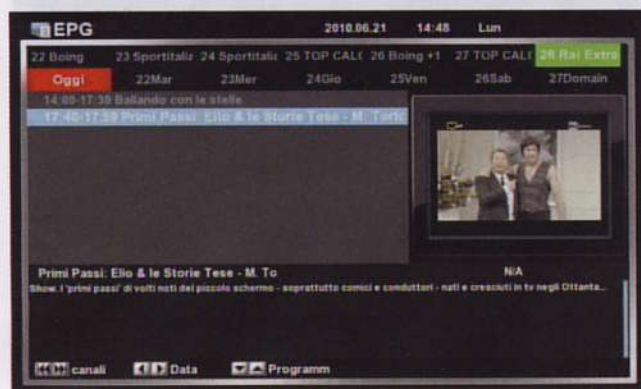 EPG 2010.06.21 14:48 Lun
22 Boing 23 Sportitalia 24 Sportitalia 25 TOP CALC 26 Boing +1 27 TOP CALC 28 Rai Extra
Oggi 22Mar 23Mer 24Gio 25Ven 26Sab 27Domain
14:00-17:39 Ballando con le stelle
17:40-17:59 Primi Passi: Elio & le Storie Tese - M. Toric
Primi Passi: Elio & le Storie Tese - M. To N/A
Show. I 'primi passi' di volti noti del piccolo schermo - soprattutto comici e conduttori - nati e cresciuti in tv negli Ottanta...
canali Data Programm